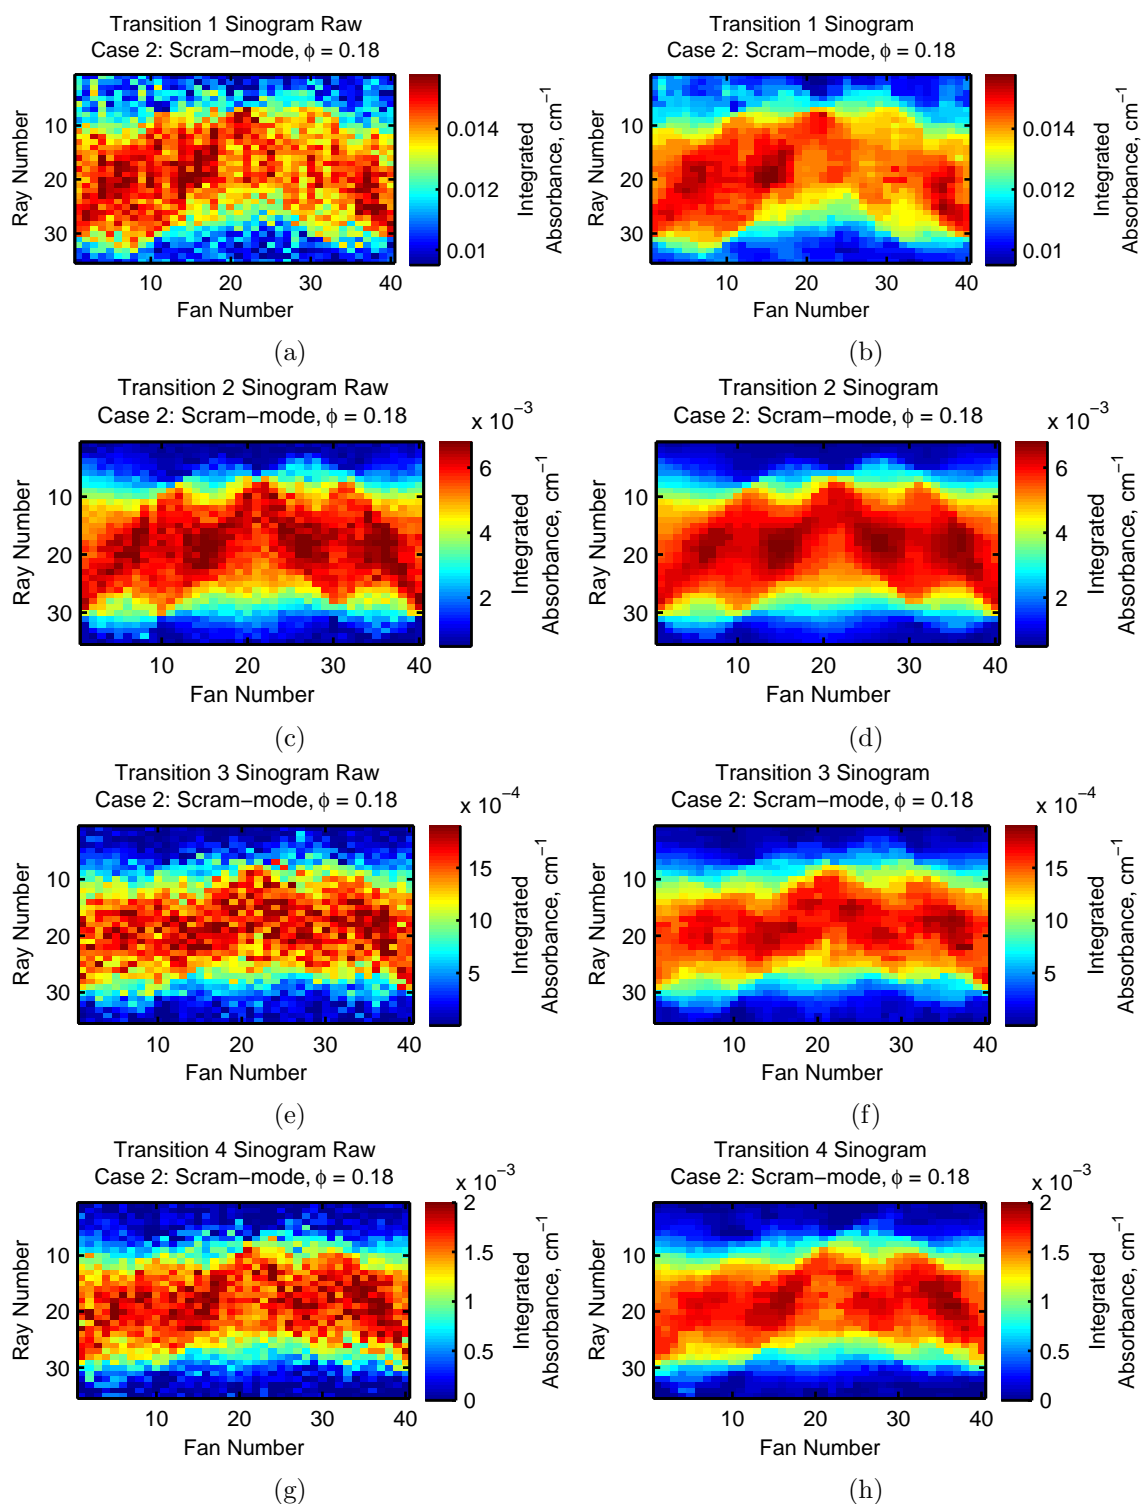 Transition 1 Sinogram Raw
Case 2: Scram−mode, ϕ = 0.18
Ray Number
10
20
30
10 20 30 40
Fan Number
0.014
0.012
0.01
Integrated
Absorbance, cm−1
(a)
Transition 1 Sinogram
Case 2: Scram−mode, ϕ = 0.18
Ray Number
10
20
30
10 20 30 40
Fan Number
0.014
0.012
0.01
Integrated
Absorbance, cm−1
(b)
Transition 2 Sinogram Raw
Case 2: Scram−mode, ϕ = 0.18
x 10−3
Ray Number
10
20
30
10 20 30 40
Fan Number
6
4
2
Integrated
Absorbance, cm−1
(c)
Transition 2 Sinogram
Case 2: Scram−mode, ϕ = 0.18
x 10−3
Ray Number
10
20
30
10 20 30 40
Fan Number
6
4
2
Integrated
Absorbance, cm−1
(d)
Transition 3 Sinogram Raw
Case 2: Scram−mode, ϕ = 0.18
x 10−4
Ray Number
10
20
30
10 20 30 40
Fan Number
15
10
5
Integrated
Absorbance, cm−1
(e)
Transition 3 Sinogram
Case 2: Scram−mode, ϕ = 0.18
x 10−4
Ray Number
10
20
30
10 20 30 40
Fan Number
15
10
5
Integrated
Absorbance, cm−1
(f)
Transition 4 Sinogram Raw
Case 2: Scram−mode, ϕ = 0.18
x 10−3
Ray Number
10
20
30
10 20 30 40
Fan Number
2
1.5
1
0.5
0
Integrated
Absorbance, cm−1
(g)
Transition 4 Sinogram
Case 2: Scram−mode, ϕ = 0.18
x 10−3
Ray Number
10
20
30
10 20 30 40
Fan Number
2
1.5
1
0.5
0
Integrated
Absorbance, cm−1
(h)